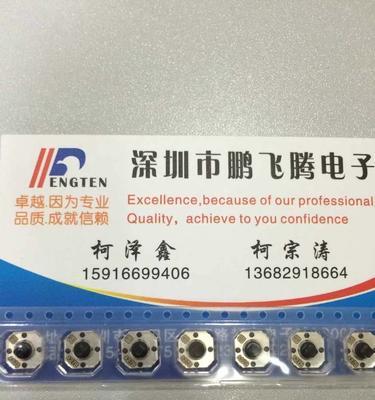 ENGTEN
深圳市鹏飞腾电子
卓越.因为专业
品质.成就信赖
Excellence,because of our professional
Quality, achieve to you confidence
柯泽鑫 柯宗涛
15916699406 13682918664